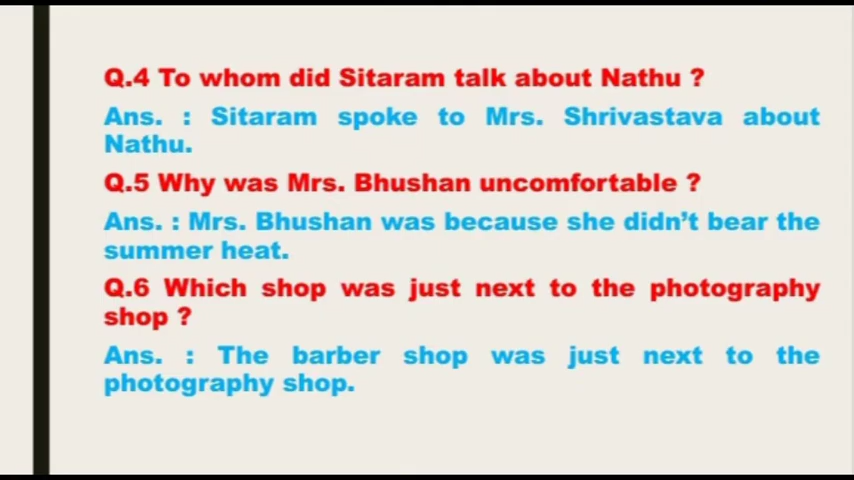 Q.4 To whom did Sitaram talk about Nathu ?
Ans. : Sitaram spoke to Mrs. Shrivastava about
Nathu.
Q.5 Why was Mrs. Bhushan uncomfortable ?
Ans. : Mrs. Bhushan was because she didn't bear the
summer heat.
Q.6 Which shop was just next to the photography
shop ?
Ans. : The barber shop was just next to the
photography shop.